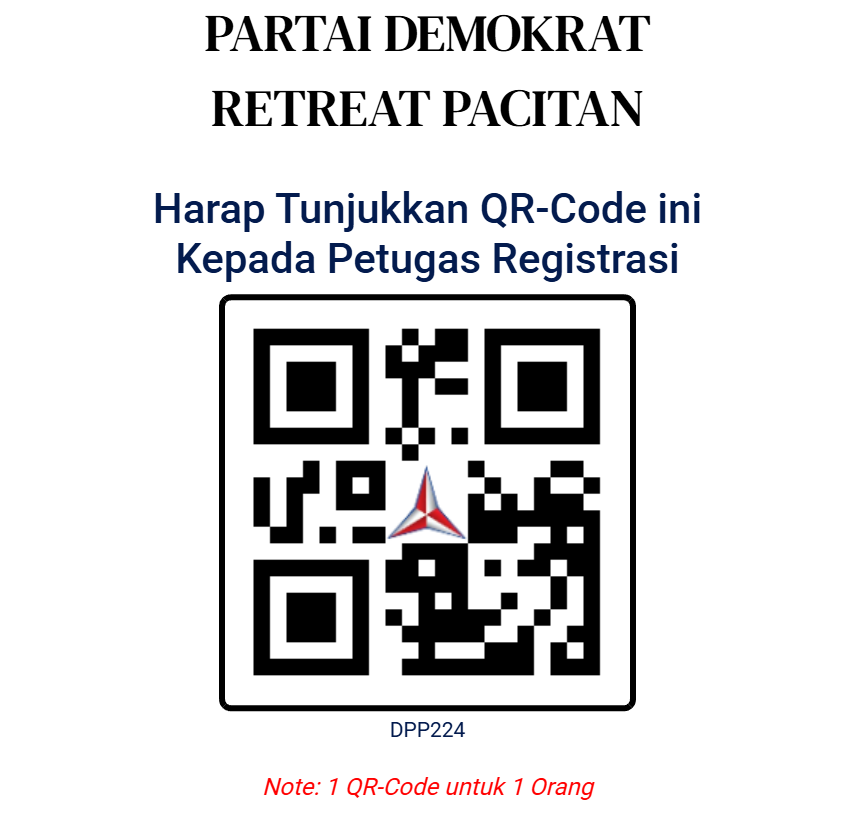 PARTAI DEMOKRAT
RETREAT PACITAN
Harap Tunjukkan QR-Code ini
Kepada Petugas Registrasi
DPP224
Note: 1 QR-Code untuk 1 Orang